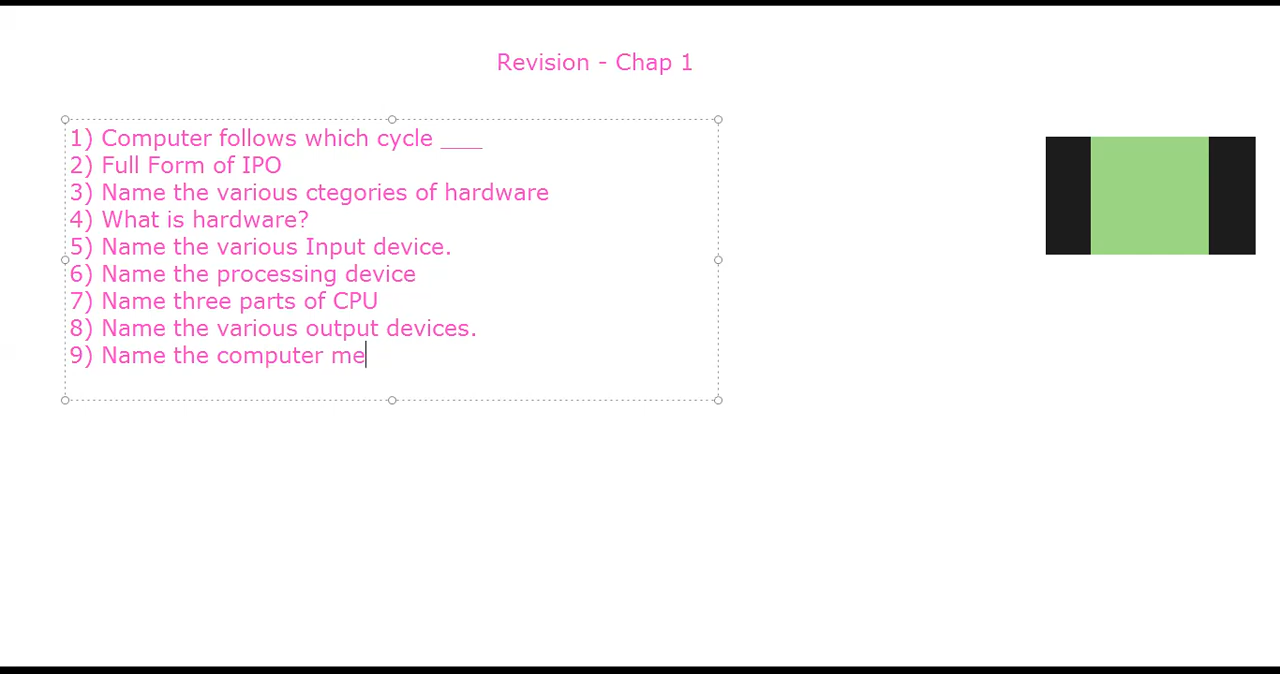 Revision - Chap 1
1) Computer follows which cycle ___
2) Full Form of IPO
3) Name the various ctegories of hardware
4) What is hardware?
5) Name the various Input device.
6) Name the processing device
7) Name three parts of CPU
8) Name the various output devices.
9) Name the computer me